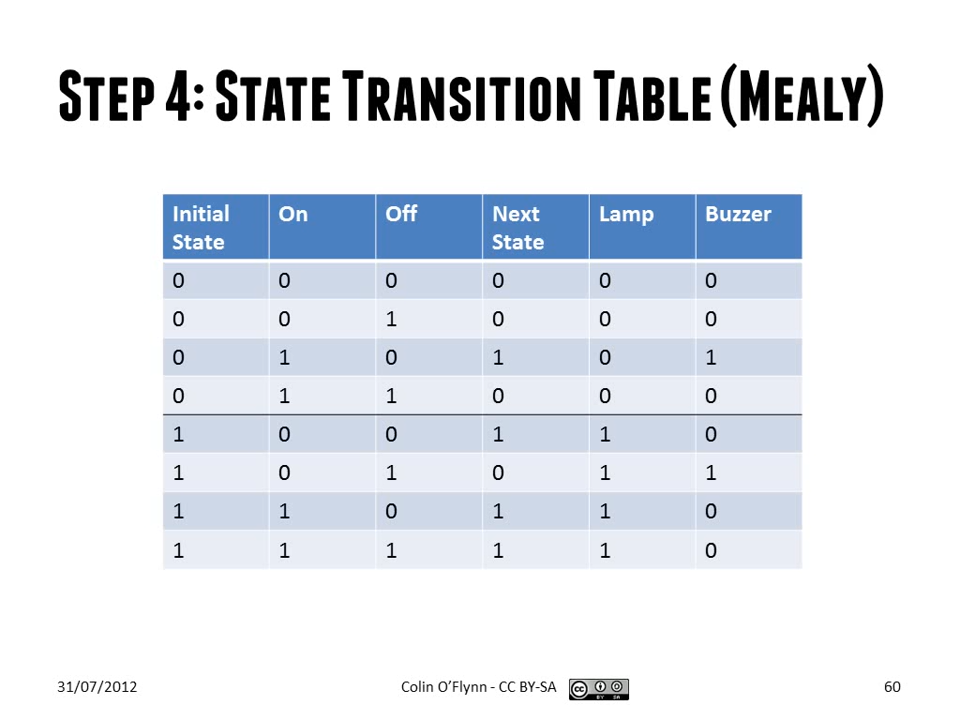 STEP 4: STATE TRANSITION TABLE (MEALY)
Initial State On Off Next State Lamp Buzzer
0 0 0 0 0 0
0 0 1 0 0 0
0 1 0 1 0 1
0 1 1 0 0 0
1 0 0 1 1 0
1 0 1 0 1 1
1 1 0 1 1 0
1 1 1 1 1 0
31/07/2012 Colin O'Flynn - CC BY-SA cc BY SA 60